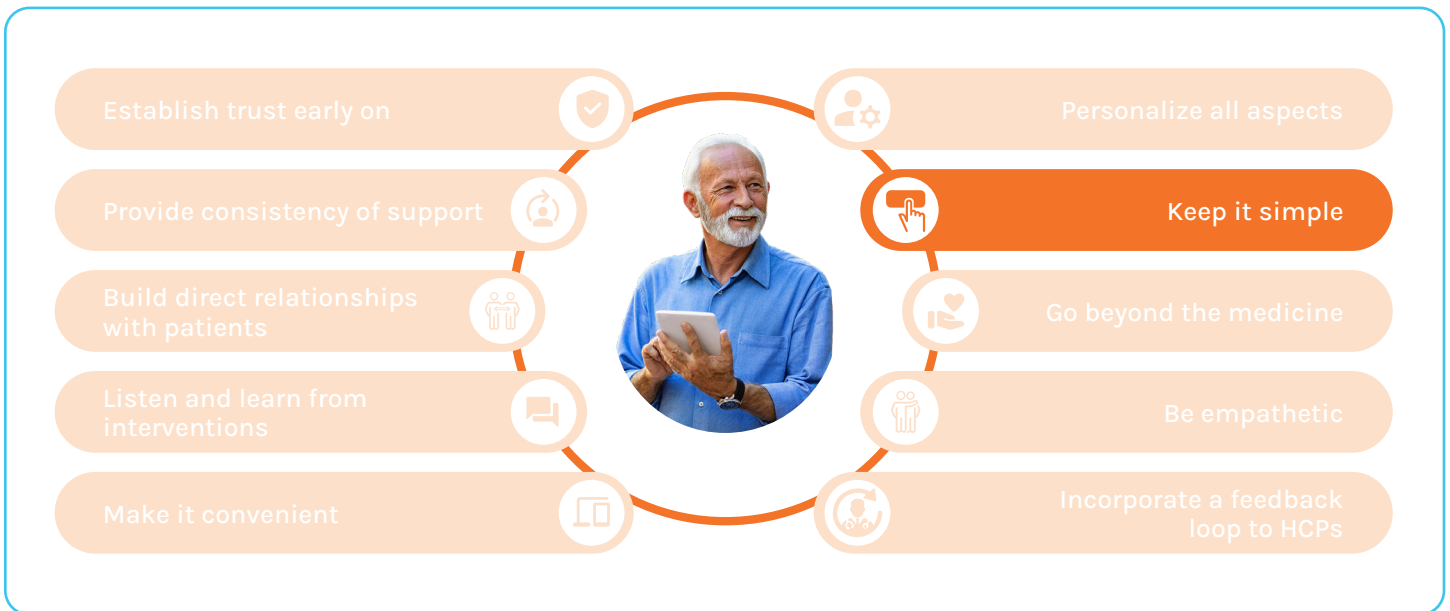 Establish trust early on
Provide consistency of support
Build direct relationships
with patients
Listen and learn from
interventions
Make it convenient
Personalize all aspects
Keep it simple
Go beyond the medicine
Be empathetic
Incorporate a feedback
loop to HCPs